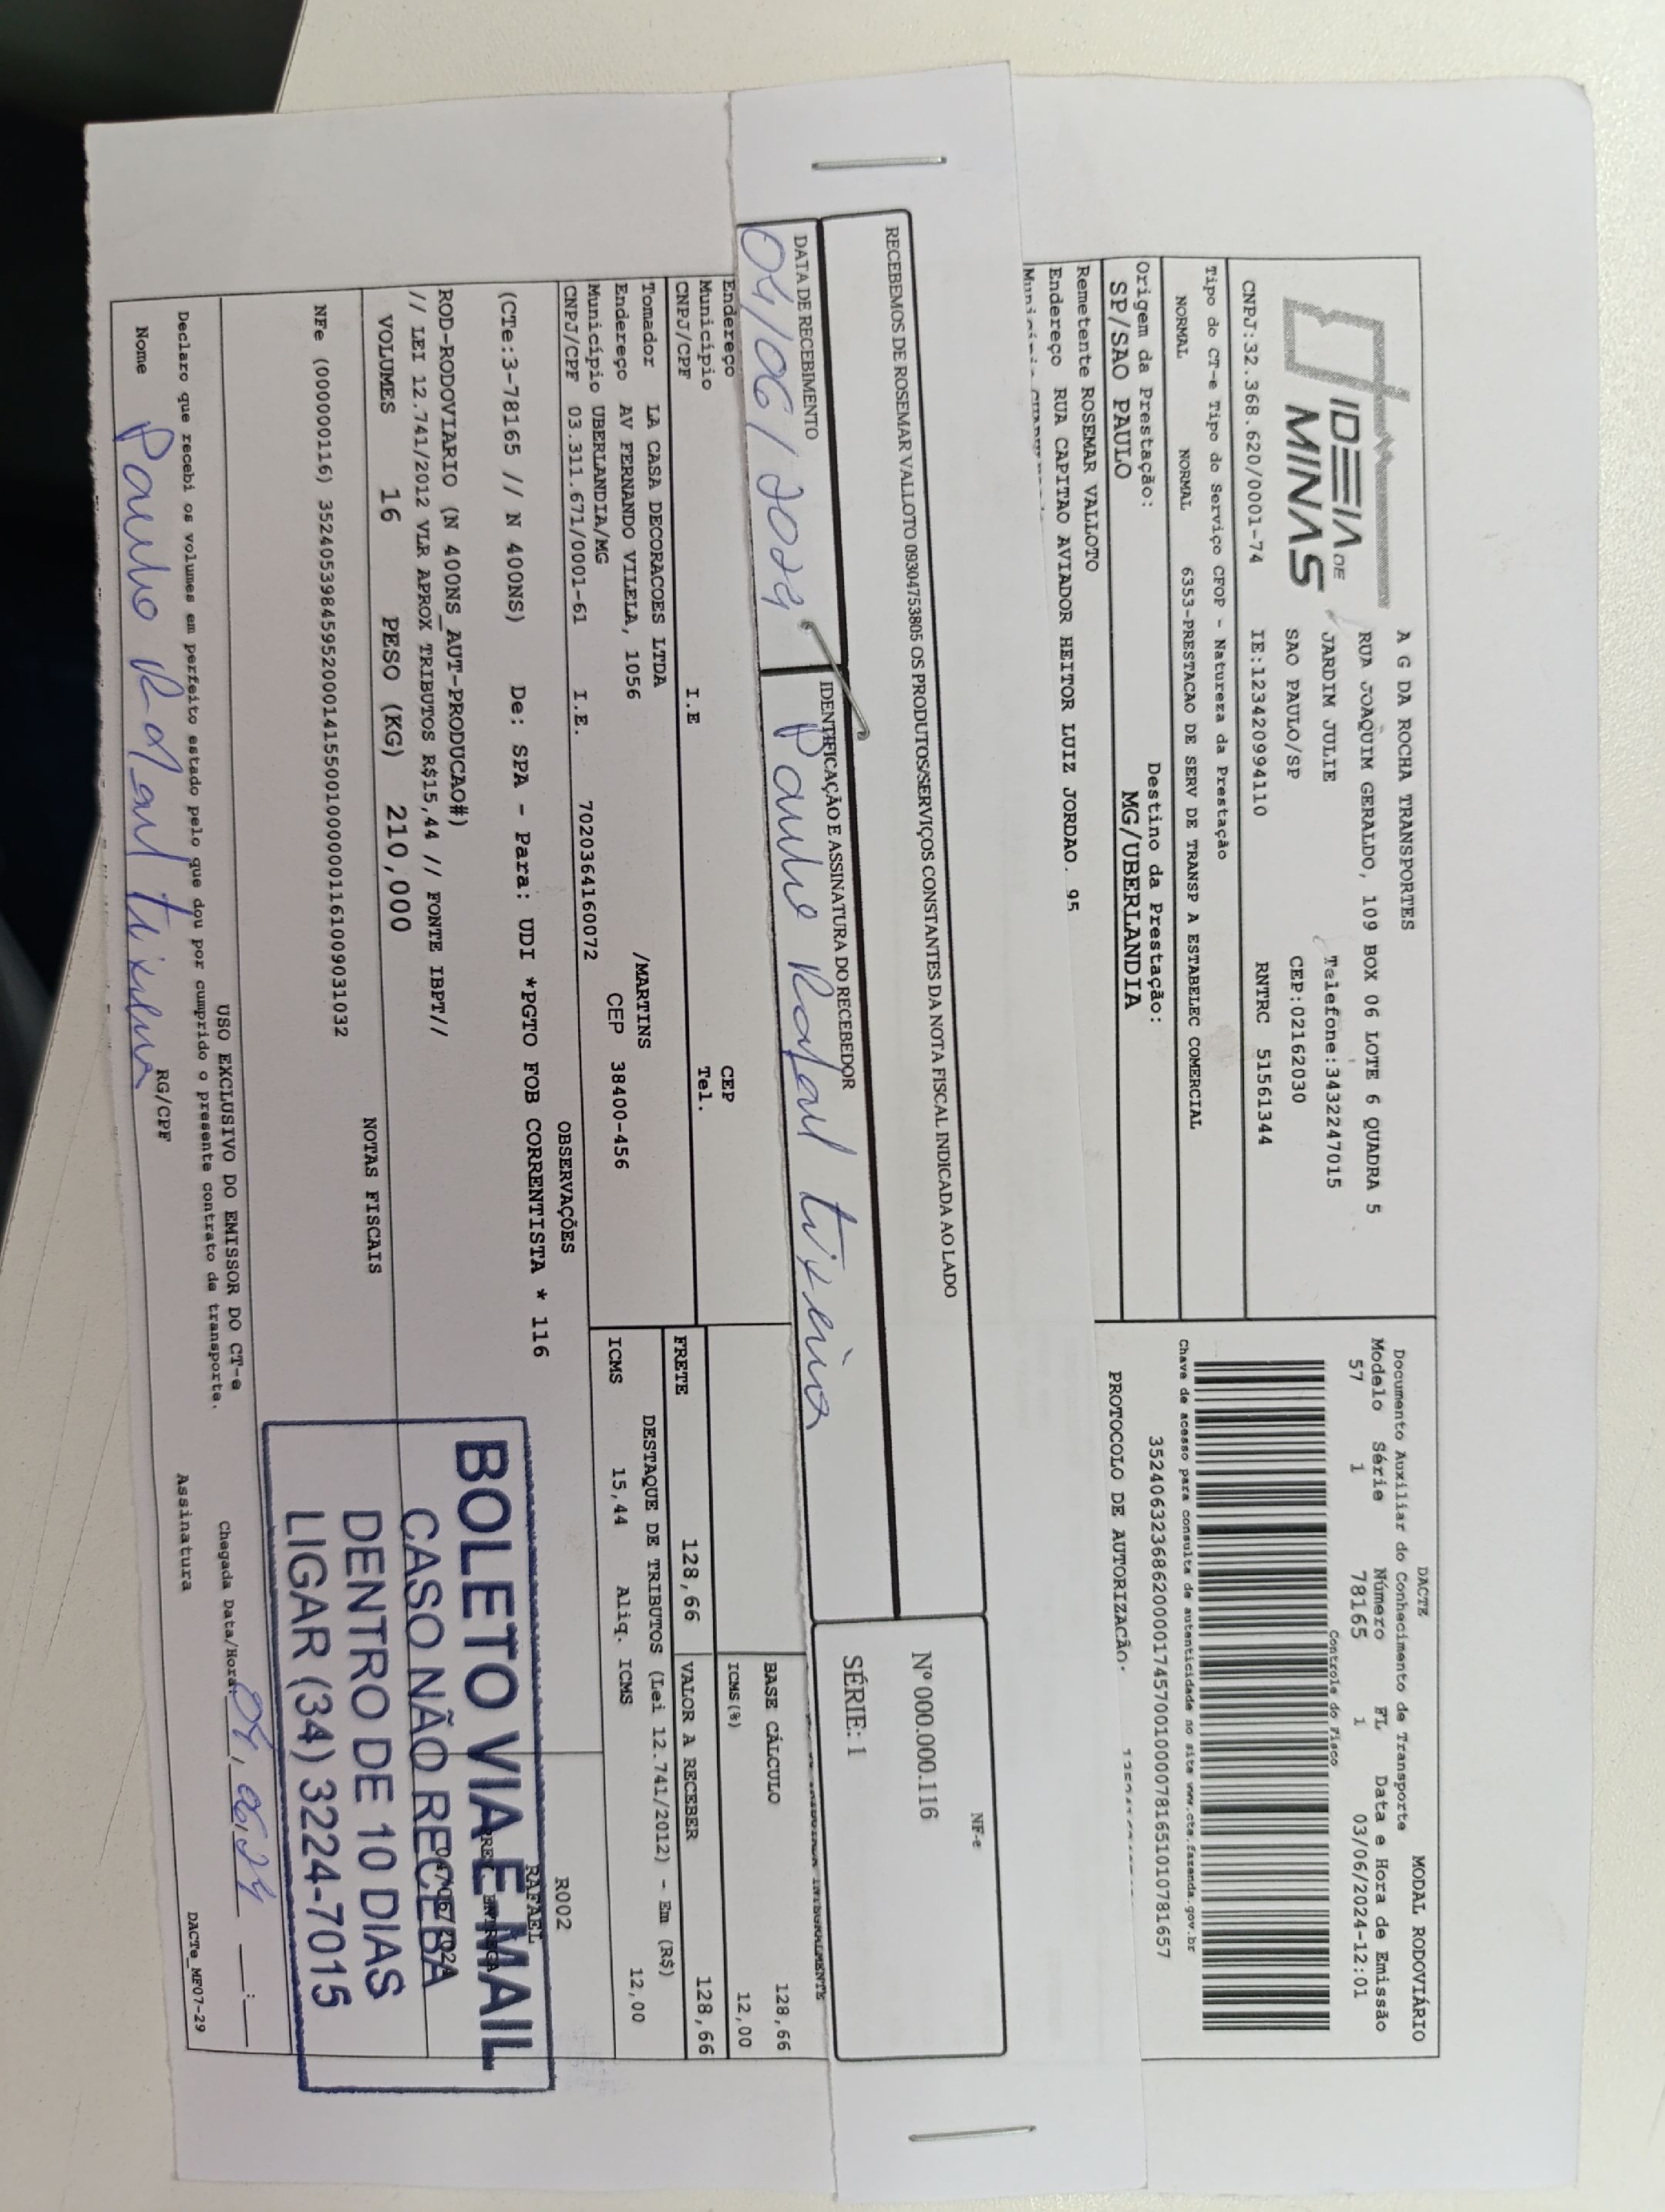 IDEIA DE
MINAS
A G DA ROCHA TRANSPORTES
RUA JOAQUIM GERALDO, 109 BOX 06 LOTE 6 QUADRA 5
JARDIM JULIE Telefone:3432247015
SAO PAULO/SP CEP:02162030
CNPJ:32.368.620/0001-74 IE:123420994110 RNTRC 51561344
DACTE MODAL RODOVIÁRIO
Documento Auxiliar do Conhecimento de Transporte
Modelo Série Número FL Data e Hora de Emissão
57 1 78165 1 03/06/2024-12:01
Controle do Fisco
Tipo do CT-e Tipo do Serviço CFOP - Natureza da Prestação
NORMAL NORMAL 6353-PRESTACAO DE SERV DE TRANSP A ESTABELEC COMERCIAL
Chave de acesso para consulta de autenticidade no site www.cte.fazenda.gov.br
35240632368620000174570010000781651010781657
Origem da Prestação: Destino da Prestação:
SP/SAO PAULO MG/UBERLANDIA
PROTOCOLO DE AUTORIZAÇÃO:
Remetente ROSEMAR VALLOTO
Endereço RUA CAPITAO AVIADOR HEITOR LUIZ JORDAO. 95
RECEBEMOS DE ROSEMAR VALLOTO 09304753805 OS PRODUTOS/SERVIÇOS CONSTANTES DA NOTA FISCAL INDICADA AO LADO
NF-e
Nº 000.000.116
SÉRIE: 1
DATA DE RECEBIMENTO IDENTIFICAÇÃO E ASSINATURA DO RECEBEDOR
04/06/2024 Paulo Rafael Tixeira
Endereço CEP
Município Tel.
CNPJ/CPF I.E
BASE CÁLCULO 128,66
ICMS(%) 12,00
FRETE 128,66 VALOR A RECEBER 128,66
Tomador LA CASA DECORACOES LTDA
Endereço AV FERNANDO VILELA, 1056 /MARTINS
Município UBERLANDIA/MG CEP 38400-456
CNPJ/CPF 03.311.671/0001-61 I.E. 7020364160072
DESTAQUE DE TRIBUTOS (Lei 12.741/2012) - Em (R$)
ICMS 15,44 Aliq. ICMS 12,00
OBSERVAÇÕES
(CTe:3-78165 // N 400NS) De: SPA - Para: UDI *PGTO FOB CORRENTISTA * 116
R002
RAFAEL
ROD-RODOVIARIO (N 400NS_AUT-PRODUCAO#)
// LEI 12.741/2012 VLR APROX TRIBUTOS R$15,44 // FONTE IBPT//
04/06/2024
VOLUMES 16 PESO (KG) 210,000
NOTAS FISCAIS
NFe (000000116) 35240539845952000141550010000001161009031032
BOLETO VIA E MAIL
CASO NÃO RECEBA
DENTRO DE 10 DIAS
LIGAR (34) 3224-7015
USO EXCLUSIVO DO EMISSOR DO CT-e
Declaro que recebi os volumes em perfeito estado pelo que dou por cumprido o presente contrato de transporte.
Chegada Data/Hora 04,06,24
Nome Paulo Rafael Tixeira RG/CPF Assinatura
DACTe_MF07-29